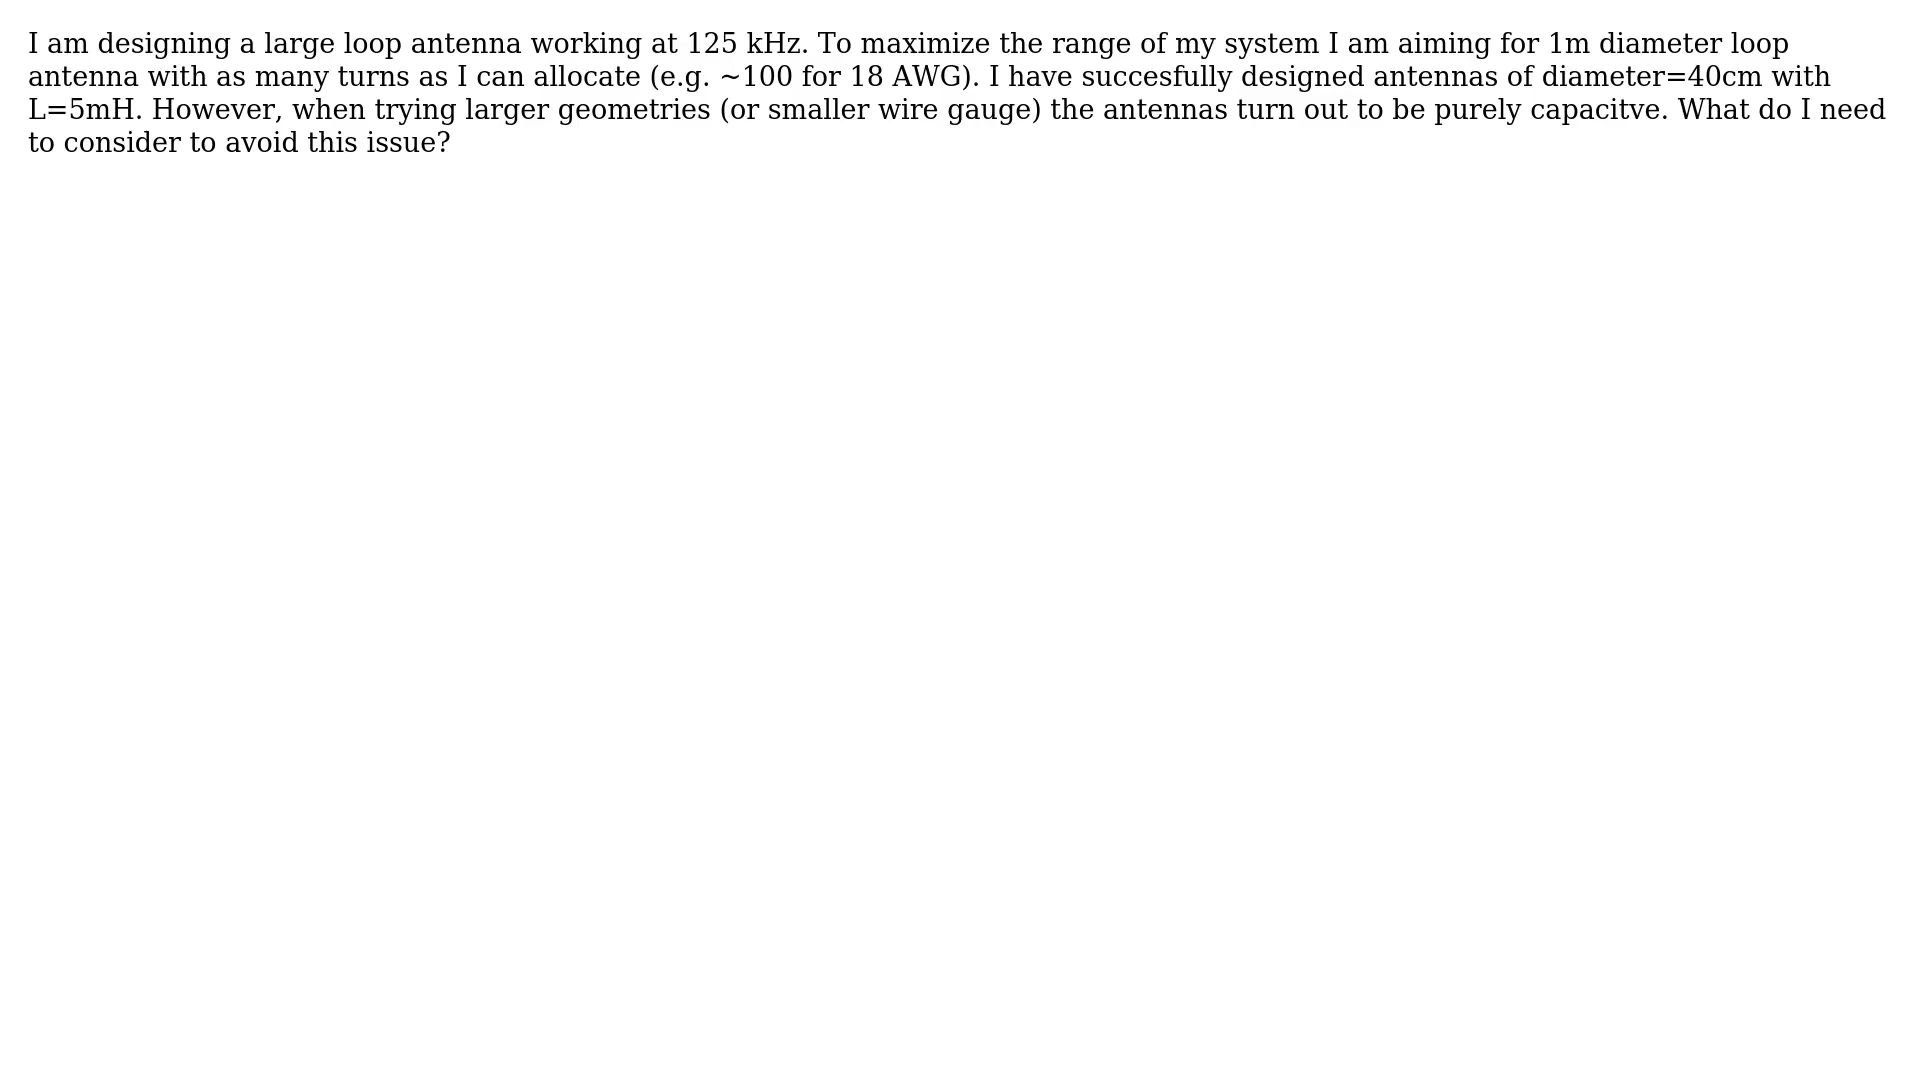 I am designing a large loop antenna working at 125 kHz. To maximize the range of my system I am aiming for 1m diameter loop
antenna with as many turns as I can allocate (e.g. ~100 for 18 AWG). I have succesfully designed antennas of diameter=40cm with
L=5mH. However, when trying larger geometries (or smaller wire gauge) the antennas turn out to be purely capacitve. What do I need
to consider to avoid this issue?